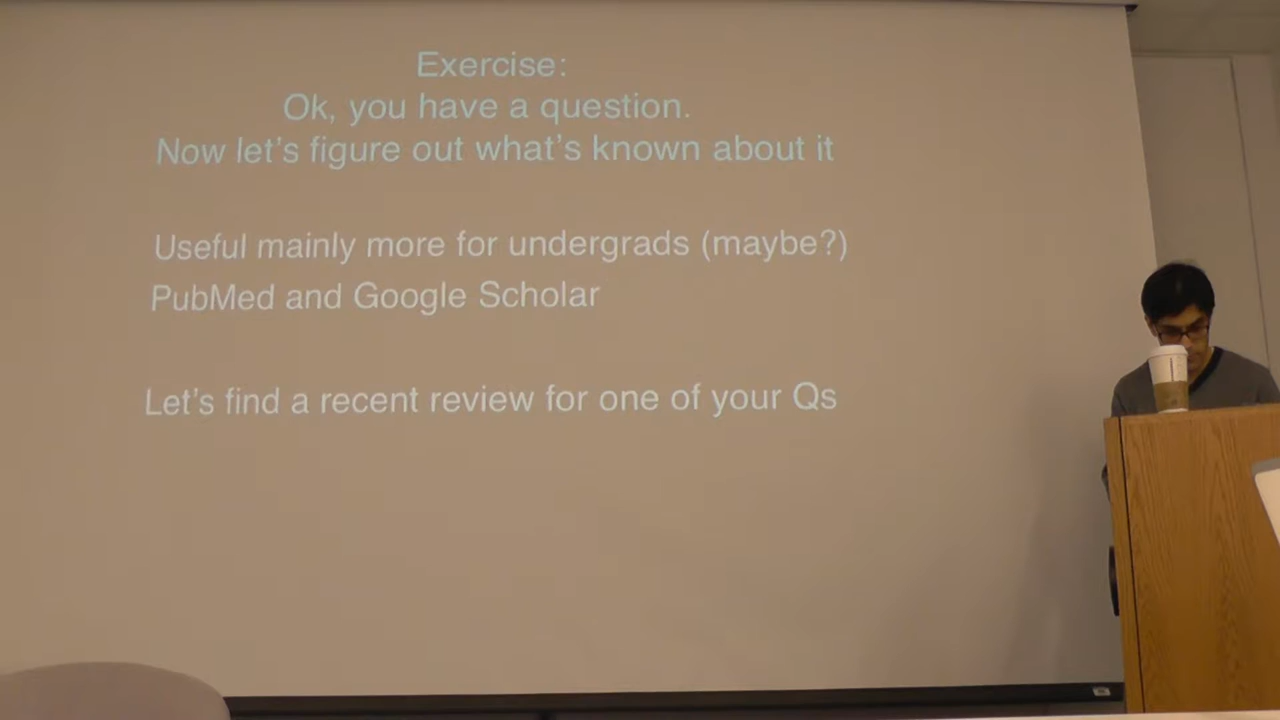 Exercise:
Ok, you have a question.
Now let's figure out what's known about it
Useful mainly more for undergrads (maybe?)
PubMed and Google Scholar
Let's find a recent review for one of your Qs